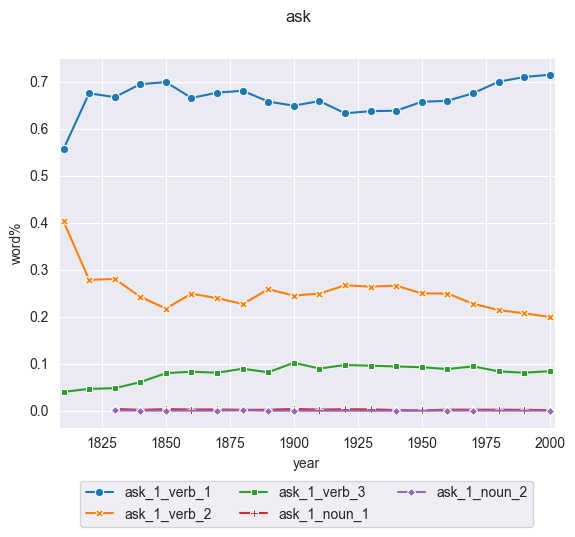 ask
0.7
0.6
0.5
0.4
0.3
0.2
0.1
0.0
word%
1825 1850 1875 1900 1925 1950 1975 2000
year
ask_1_verb_1 ask_1_verb_3 ask_1_noun_2
ask_1_verb_2 ask_1_noun_1